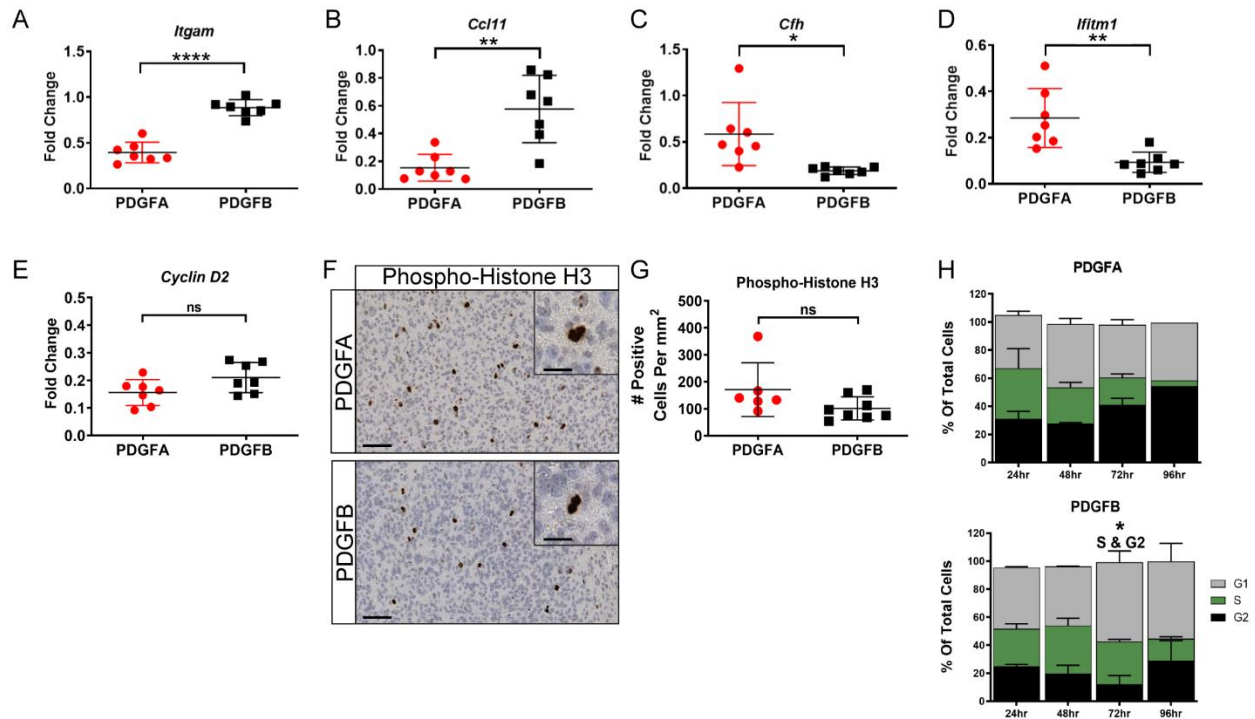 A
Itgam
****
Fold Change
1.5
1.0
0.5
0.0
PDGFA
PDGFB
B
Ccl11
**
Fold Change
1.0
0.8
0.6
0.4
0.2
0.0
PDGFA
PDGFB
C
Cfh
*
Fold Change
1.5
1.0
0.5
0.0
PDGFA
PDGFB
D
Ifitm1
**
Fold Change
0.6
0.4
0.2
0.0
PDGFA
PDGFB
E
Cyclin D2
ns
Fold Change
0.5
0.4
0.3
0.2
0.1
0.0
PDGFA
PDGFB
F
Phospho-Histone H3
PDGFA
PDGFB
G
Phospho-Histone H3
ns
# Positive
Cells Per mm²
500
400
300
200
100
0
PDGFA
PDGFB
H
PDGFA
% Of Total Cells
120
100
80
60
40
20
0
24hr 48hr 72hr 96hr
PDGFB
*
S & G2
% Of Total Cells
120
100
80
60
40
20
0
24hr 48hr 72hr 96hr
G1
S
G2